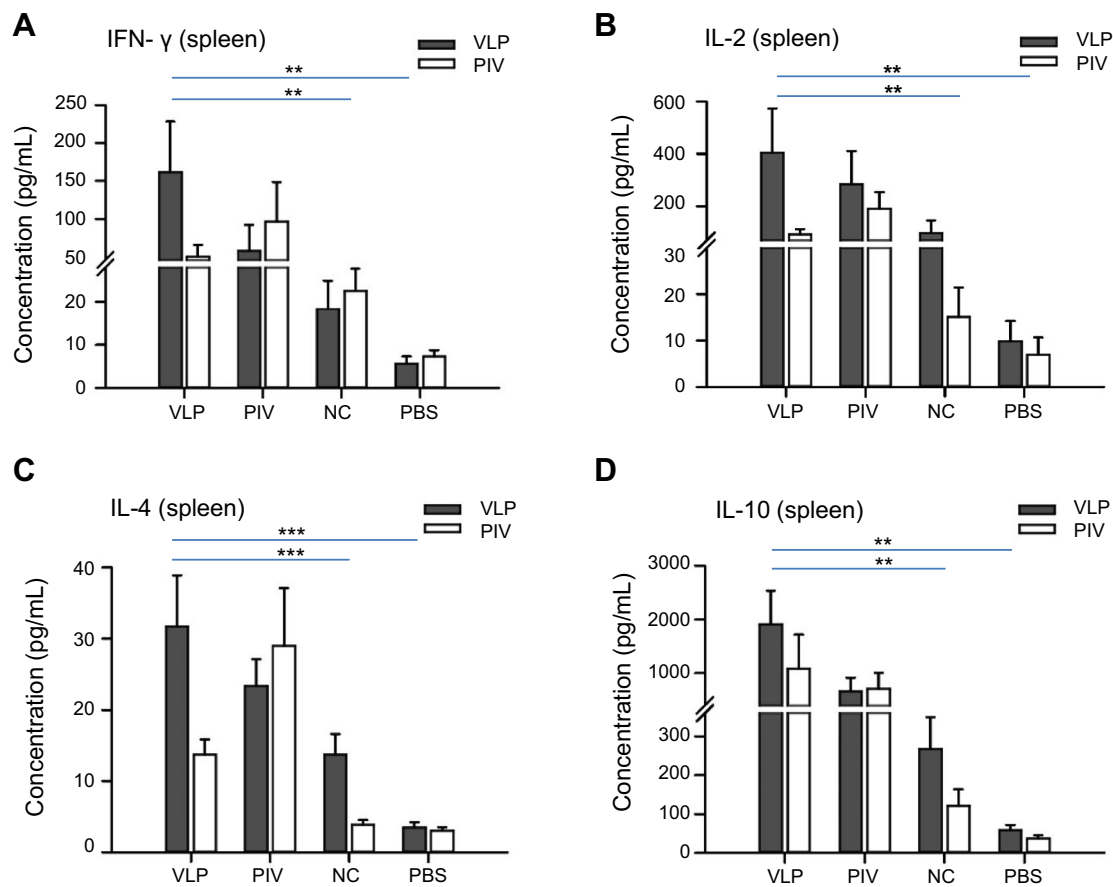 A
IFN- γ (spleen)
VLP
PIV
**
**
Concentration (pg/mL)
250
200
150
100
50
20
10
0
VLP PIV NC PBS
B
IL-2 (spleen)
VLP
PIV
**
**
Concentration (pg/mL)
600
400
200
30
20
10
0
VLP PIV NC PBS
C
IL-4 (spleen)
VLP
PIV
***
***
Concentration (pg/mL)
40
30
20
10
0
VLP PIV NC PBS
D
IL-10 (spleen)
VLP
PIV
**
**
Concentration (pg/mL)
3000
2000
1000
300
200
100
0
VLP PIV NC PBS